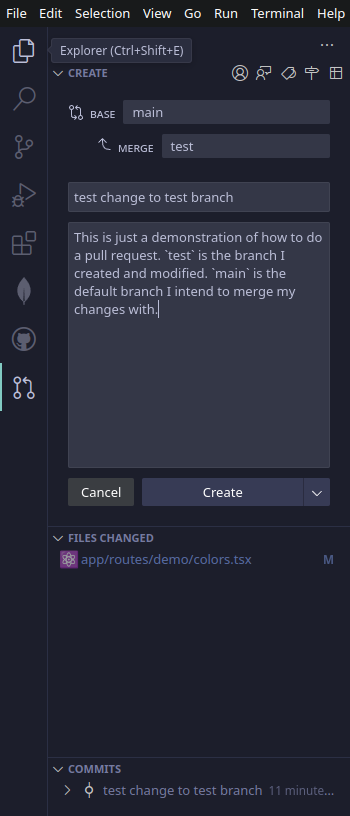 File Edit Selection View Go Run Terminal Help
Explorer (Ctrl+Shift+E)
CREATE
BASE main
MERGE test
test change to test branch
This is just a demonstration of how to do
a pull request. `test` is the branch I
created and modified. `main` is the
default branch I intend to merge my
changes with.
Cancel Create
FILES CHANGED
app/routes/demo/colors.tsx M
COMMITS
test change to test branch 11 minute...